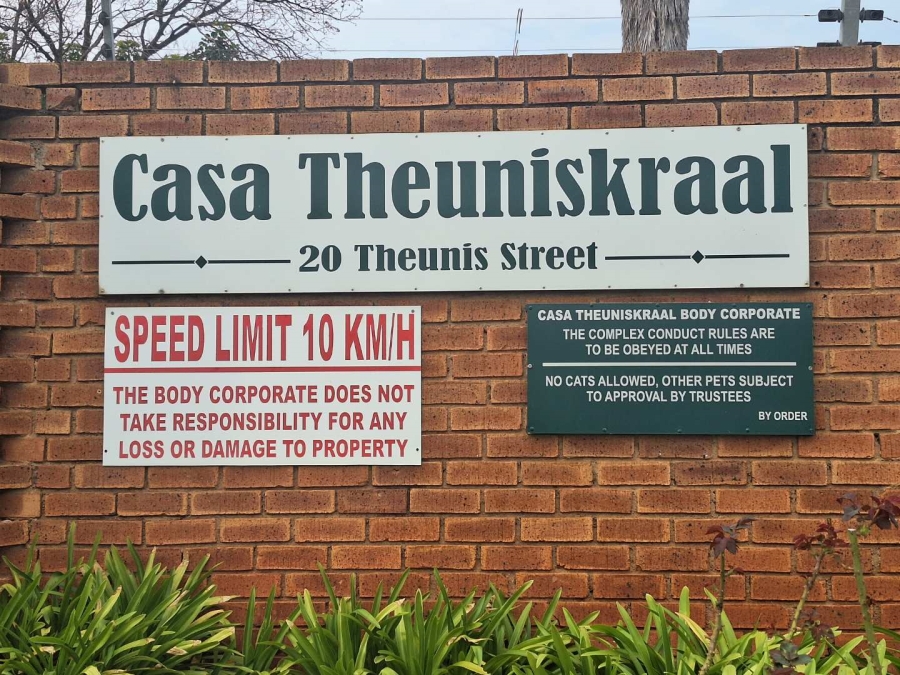 Casa Theuniskraal
20 Theunis Street
SPEED LIMIT 10 KM/H
THE BODY CORPORATE DOES NOT
TAKE RESPONSIBILITY FOR ANY
LOSS OR DAMAGE TO PROPERTY
CASA THEUNISKRAAL BODY CORPORATE
THE COMPLEX CONDUCT RULES ARE
TO BE OBEYED AT ALL TIMES
NO CATS ALLOWED, OTHER PETS SUBJECT
TO APPROVAL BY TRUSTEES
BY ORDER